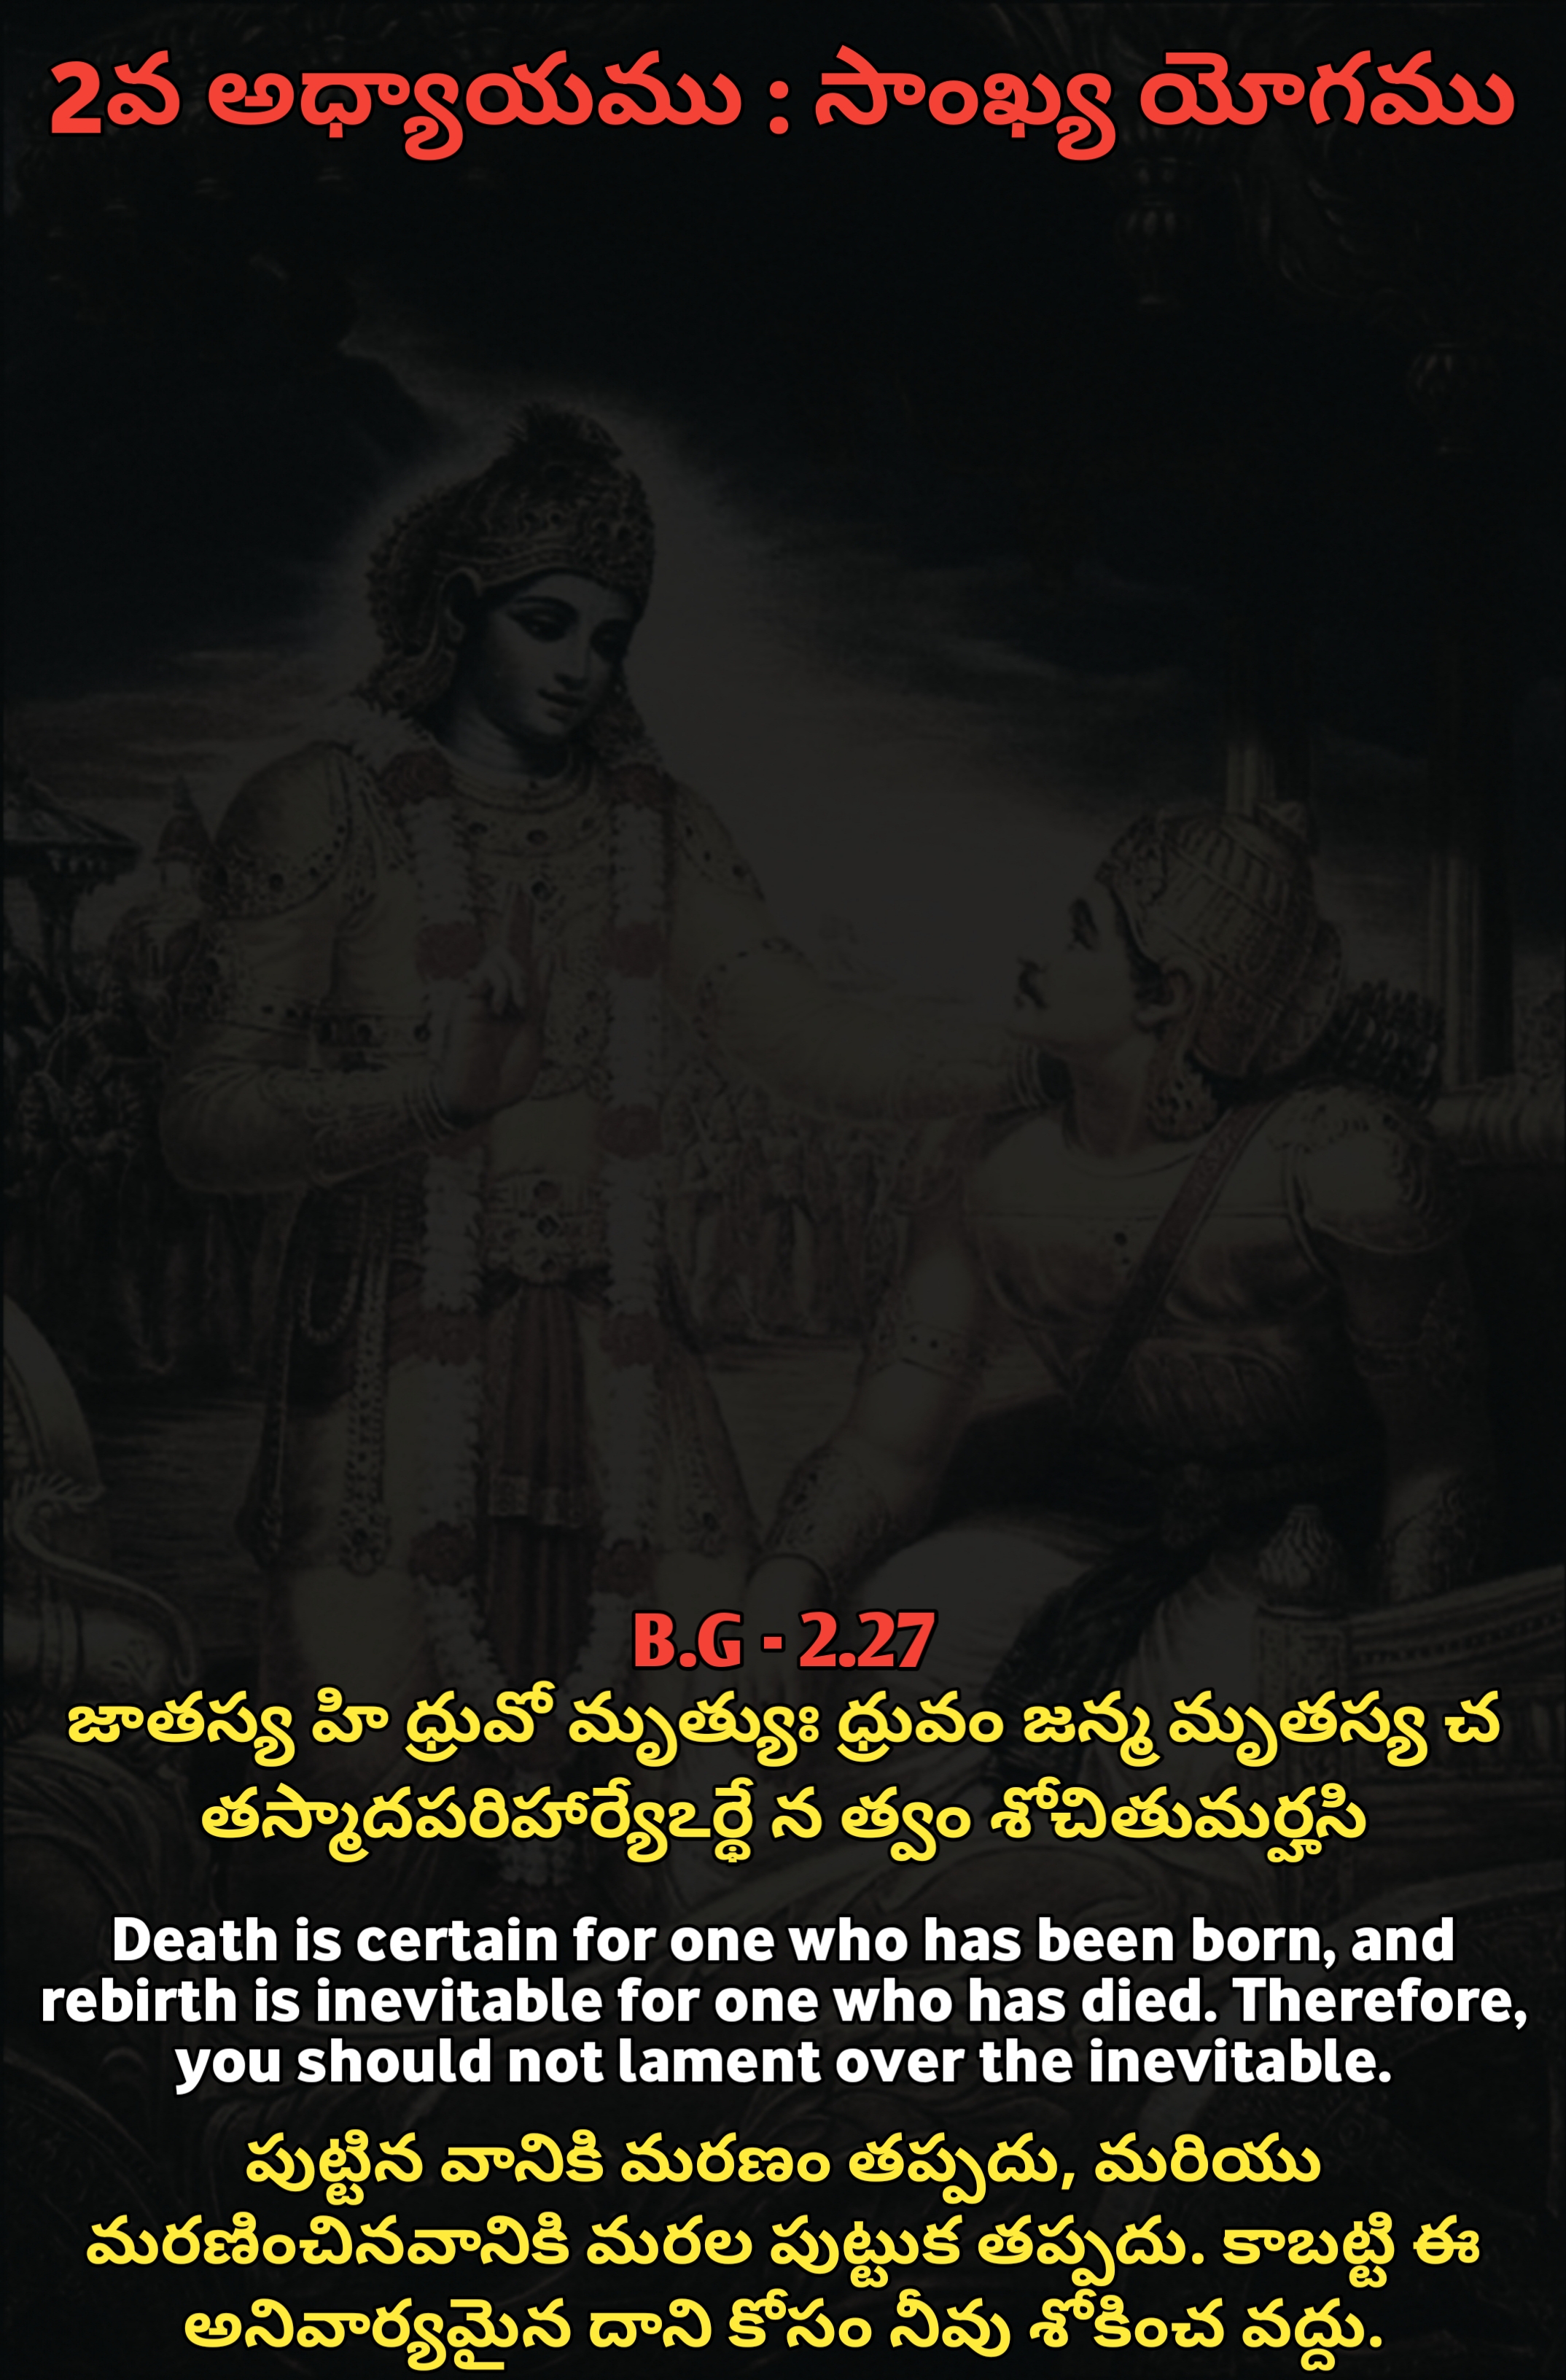 2వ అధ్యాయము : సాంఖ్య యోగము
B.G - 2.27
జాతస్య హి ధ్రువో మృత్యుః ధ్రువం జన్మ మృతస్య చ
తస్మాదపరిహార్యేఽర్థే న త్వం శోచితుమర్హసి
Death is certain for one who has been born, and
rebirth is inevitable for one who has died. Therefore,
you should not lament over the inevitable.
పుట్టిన వానికి మరణం తప్పదు, మరియు
మరణించినవానికి మరల పుట్టుక తప్పదు. కాబట్టి ఈ
అనివార్యమైన దాని కోసం నీవు శోకించ వద్దు.